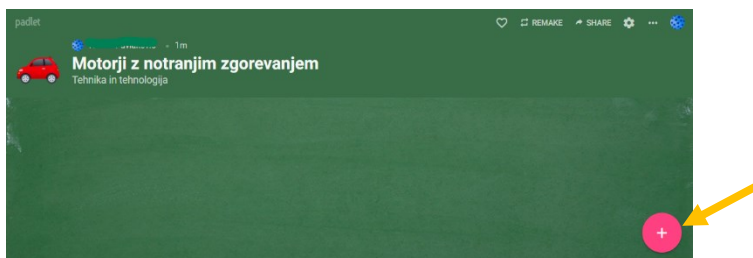 padlet
REMAKE SHARE
1m
Motorji z notranjim zgorevanjem
Tehnika in tehnologija